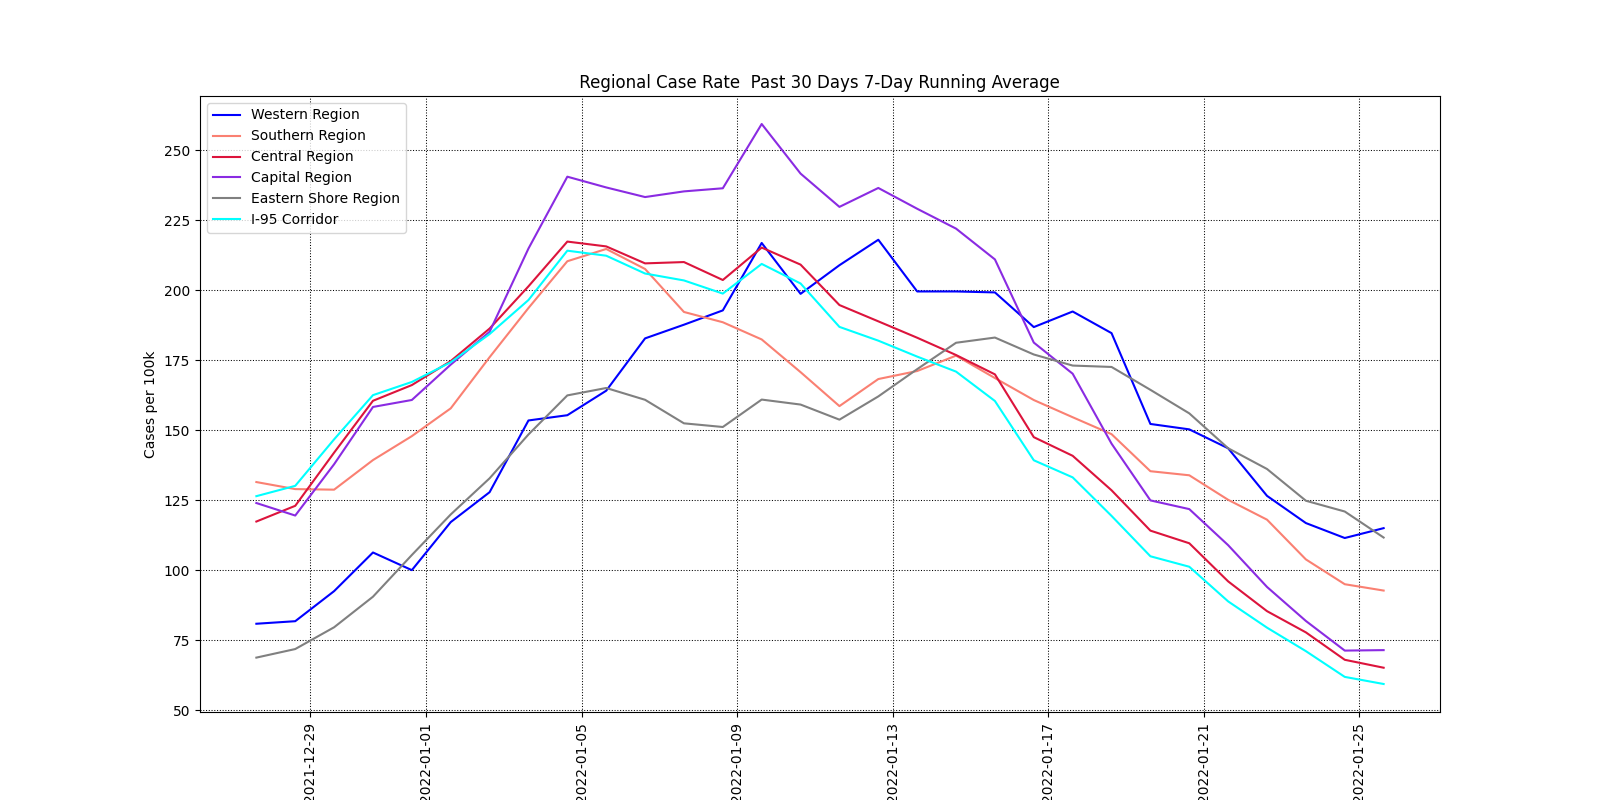 Regional Case Rate  Past 30 Days 7-Day Running Average
Western Region
Southern Region
Central Region
Capital Region
Eastern Shore Region
I-95 Corridor
Cases per 100k
250
225
200
175
150
125
100
75
50
2021-12-29
2022-01-01
2022-01-05
2022-01-09
2022-01-13
2022-01-17
2022-01-21
2022-01-25